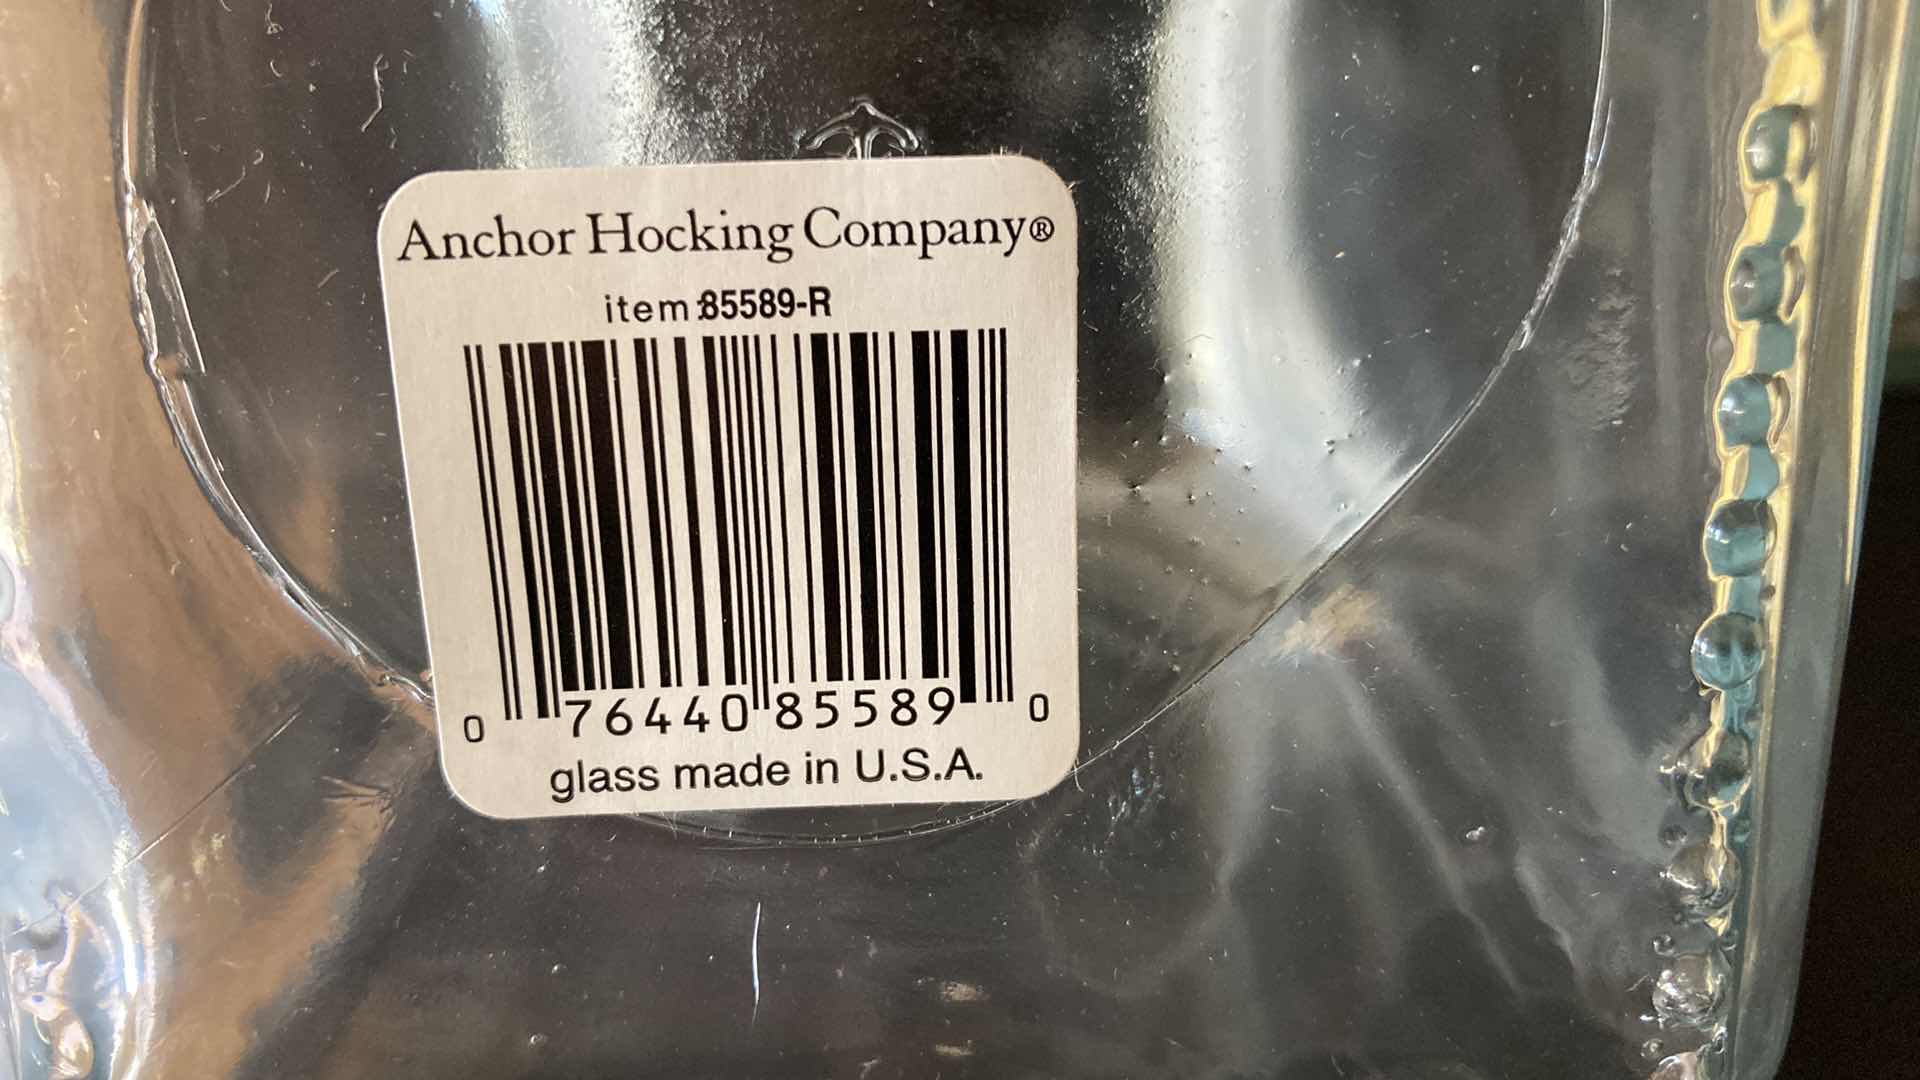 Anchor Hocking Company®
item:85589-R
0 76440 85589 0
glass made in U.S.A.